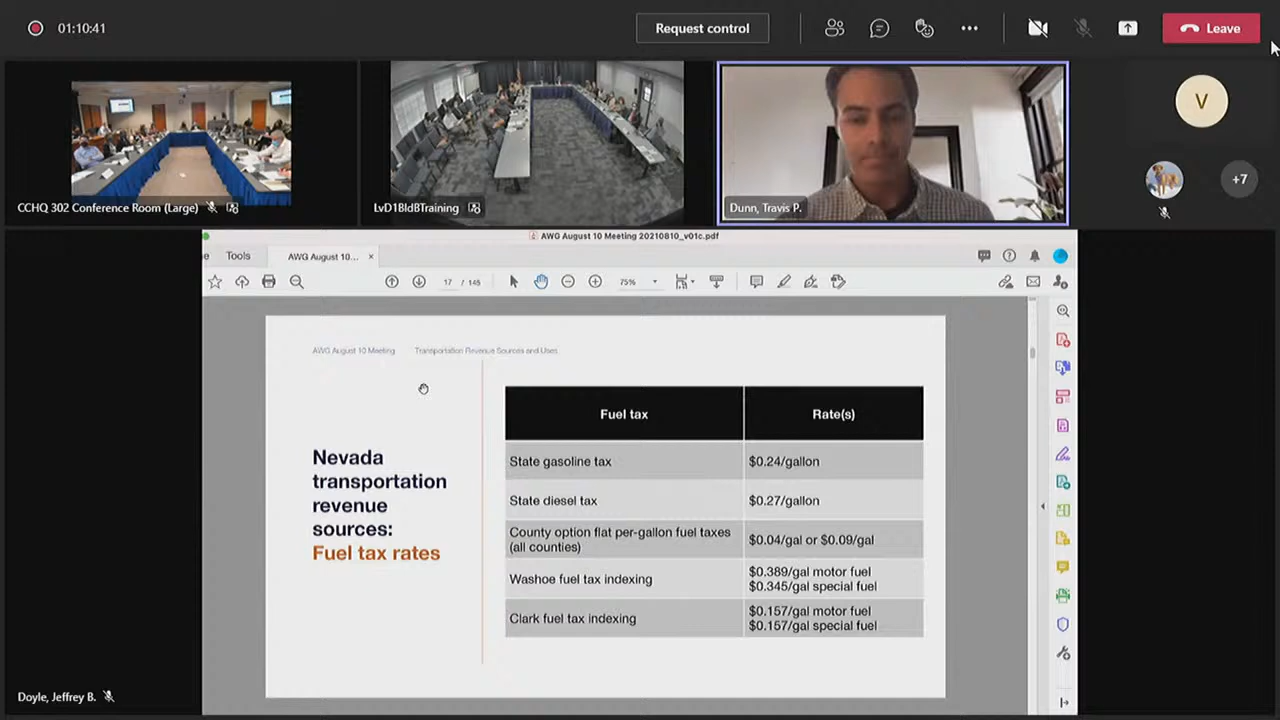 01:10:41
Request control
Leave
CCHQ 302 Conference Room (Large)
LvD1BldBTraining
Dunn, Travis P.
V
+7
AWG August 10 Meeting 20210810_v01c.pdf
e
Tools
AWG August 10...
17 / 145
75%
AWG August 10 Meeting
Transportation Revenue Sources and Uses
Nevada
transportation
revenue
sources:
Fuel tax rates
Fuel tax
Rate(s)
State gasoline tax
$0.24/gallon
State diesel tax
$0.27/gallon
County option flat per-gallon fuel taxes
(all counties)
$0.04/gal or $0.09/gal
Washoe fuel tax indexing
$0.389/gal motor fuel
$0.345/gal special fuel
Clark fuel tax indexing
$0.157/gal motor fuel
$0.157/gal special fuel
Doyle, Jeffrey B.